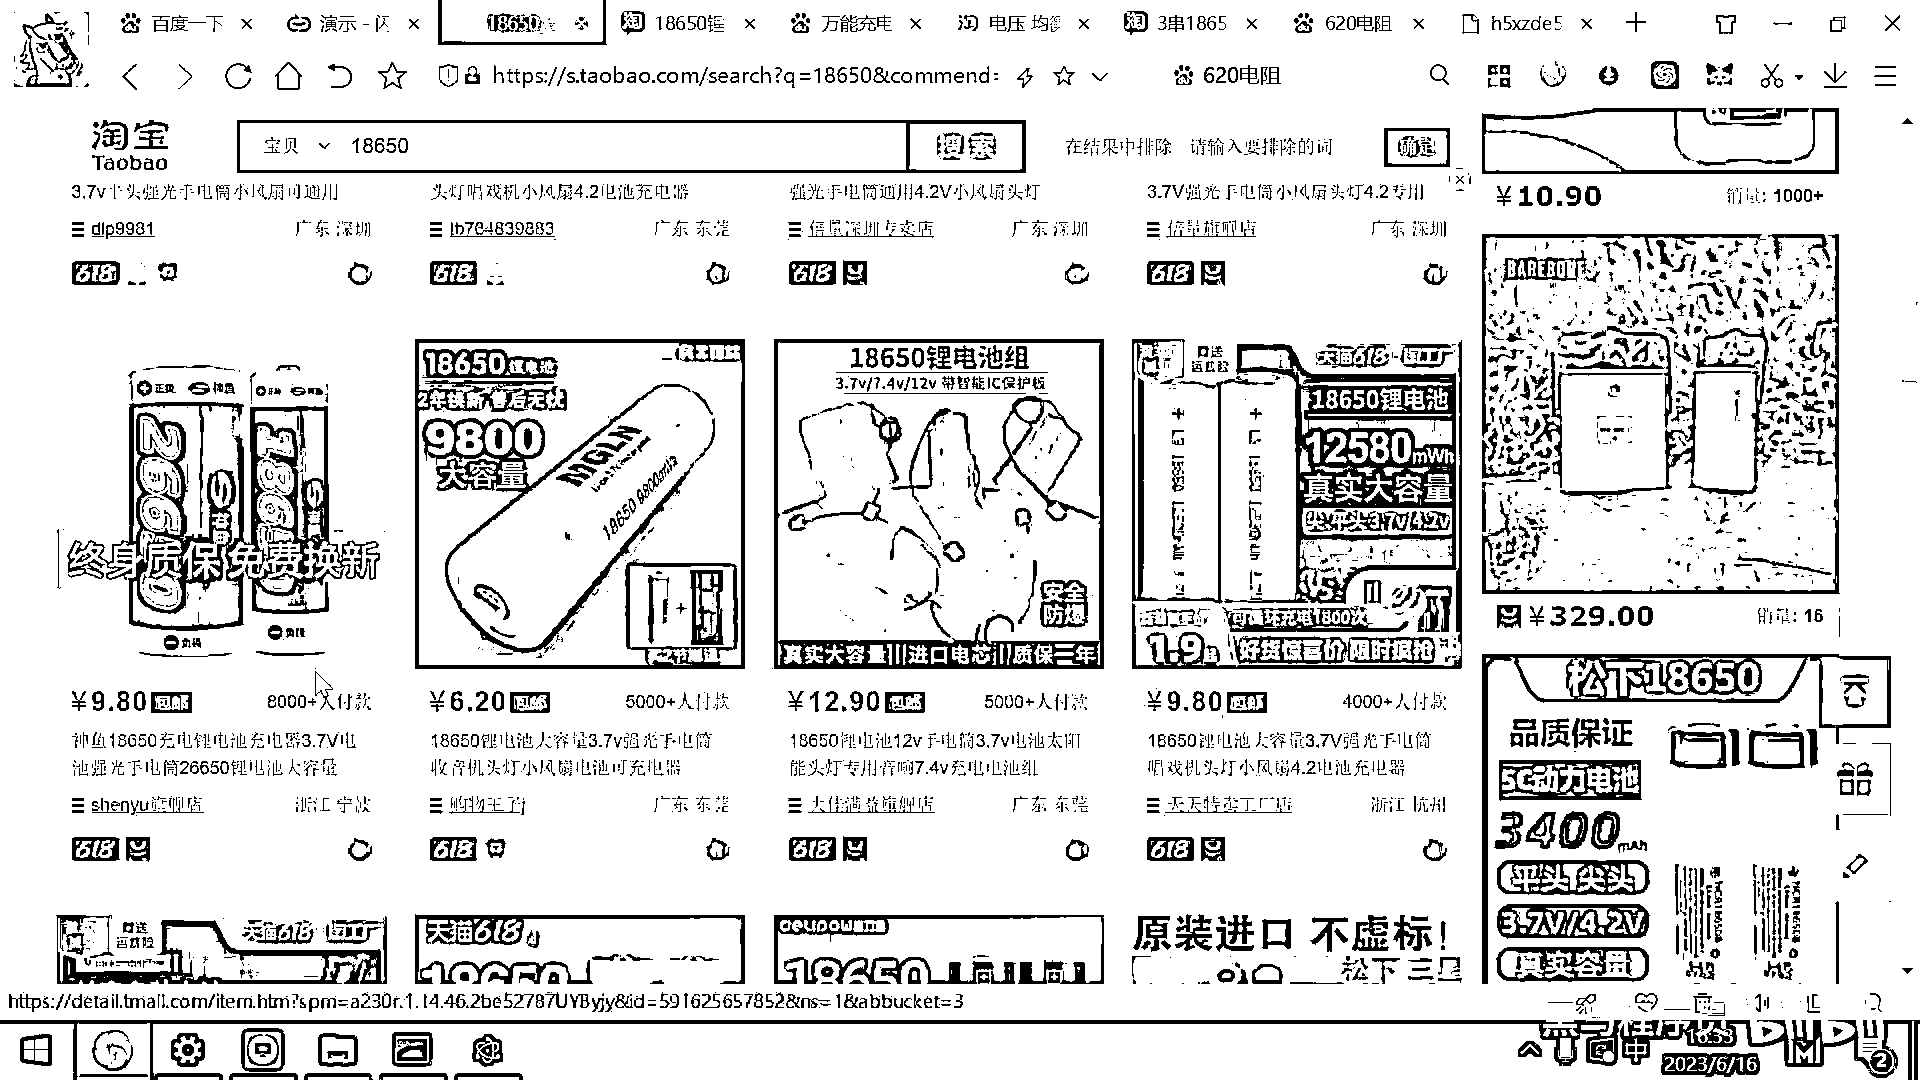 百度一下
演示 - 闪
18650
18650锂
万能充电
电压 均衡
3串1865
620电阻
h5xzde5
https://s.taobao.com/search?q=18650&commend:
620电阻
淘宝
Taobao
宝贝
18650
搜索
在结果中排除
请输入要排除的词
确定
3.7v平头强光手电筒小风扇可通用
头灯唱戏机小风扇4.2电池充电器
强光手电筒通用4.2V小风扇头灯
3.7V强光手电筒小风扇头灯4.2专用
¥10.90
销量: 1000+
dlp9981
广东 深圳
tb764839883
广东 东莞
倍量深圳专卖店
广东 深圳
倍量旗舰店
广东 深圳
618
618
618
618
BAREBONES
26650
18650
终身质保 免费换新
18650锂电池
2年换新 售后无忧
9800
大容量
MGLN
18650 9800mWh
18650锂电池组
3.7v/7.4v/12v 带智能IC保护板
安全
防爆
真实大容量|||进口电芯|||质保三年
天猫618
18650锂电池
12580mWh
真实大容量
尖/平头3.7V/4.2V
可循环充电1800次
1.9
好货惊喜价 限时疯抢
¥329.00
销量: 16
¥9.80 包邮
8000+人付款
¥6.20 包邮
5000+人付款
¥12.90 包邮
5000+人付款
¥9.80 包邮
4000+人付款
神鱼18650充电锂电池充电器3.7V电
池强光手电筒26650锂电池大容量
18650锂电池大容量3.7v强光手电筒
收音机头灯小风扇电池可充电器
18650锂电池12v手电筒3.7v电池太阳
能头灯专用音响7.4v充电电池组
18650锂电池大容量3.7V强光手电筒
唱戏机头灯小风扇4.2电池充电器
shenyu旗舰店
浙江 宁波
购物王子j
广东 东莞
广东 东莞
天天特卖工厂店
浙江 杭州
618
618
618
618
松下18650
品质保证
5C动力电池
3400mAh
平头 尖头
3.7V/4.2V
真实容量
天猫618
天猫618
18650
delipow
18650
原装进口 不虚标!
松下 三星
https://detail.tmall.com/item.htm?spm=a230r.1.14.46.2be52787UYByjy&id=591625657852&ns=1&abbucket=3
中
16:53
2023/6/16
2